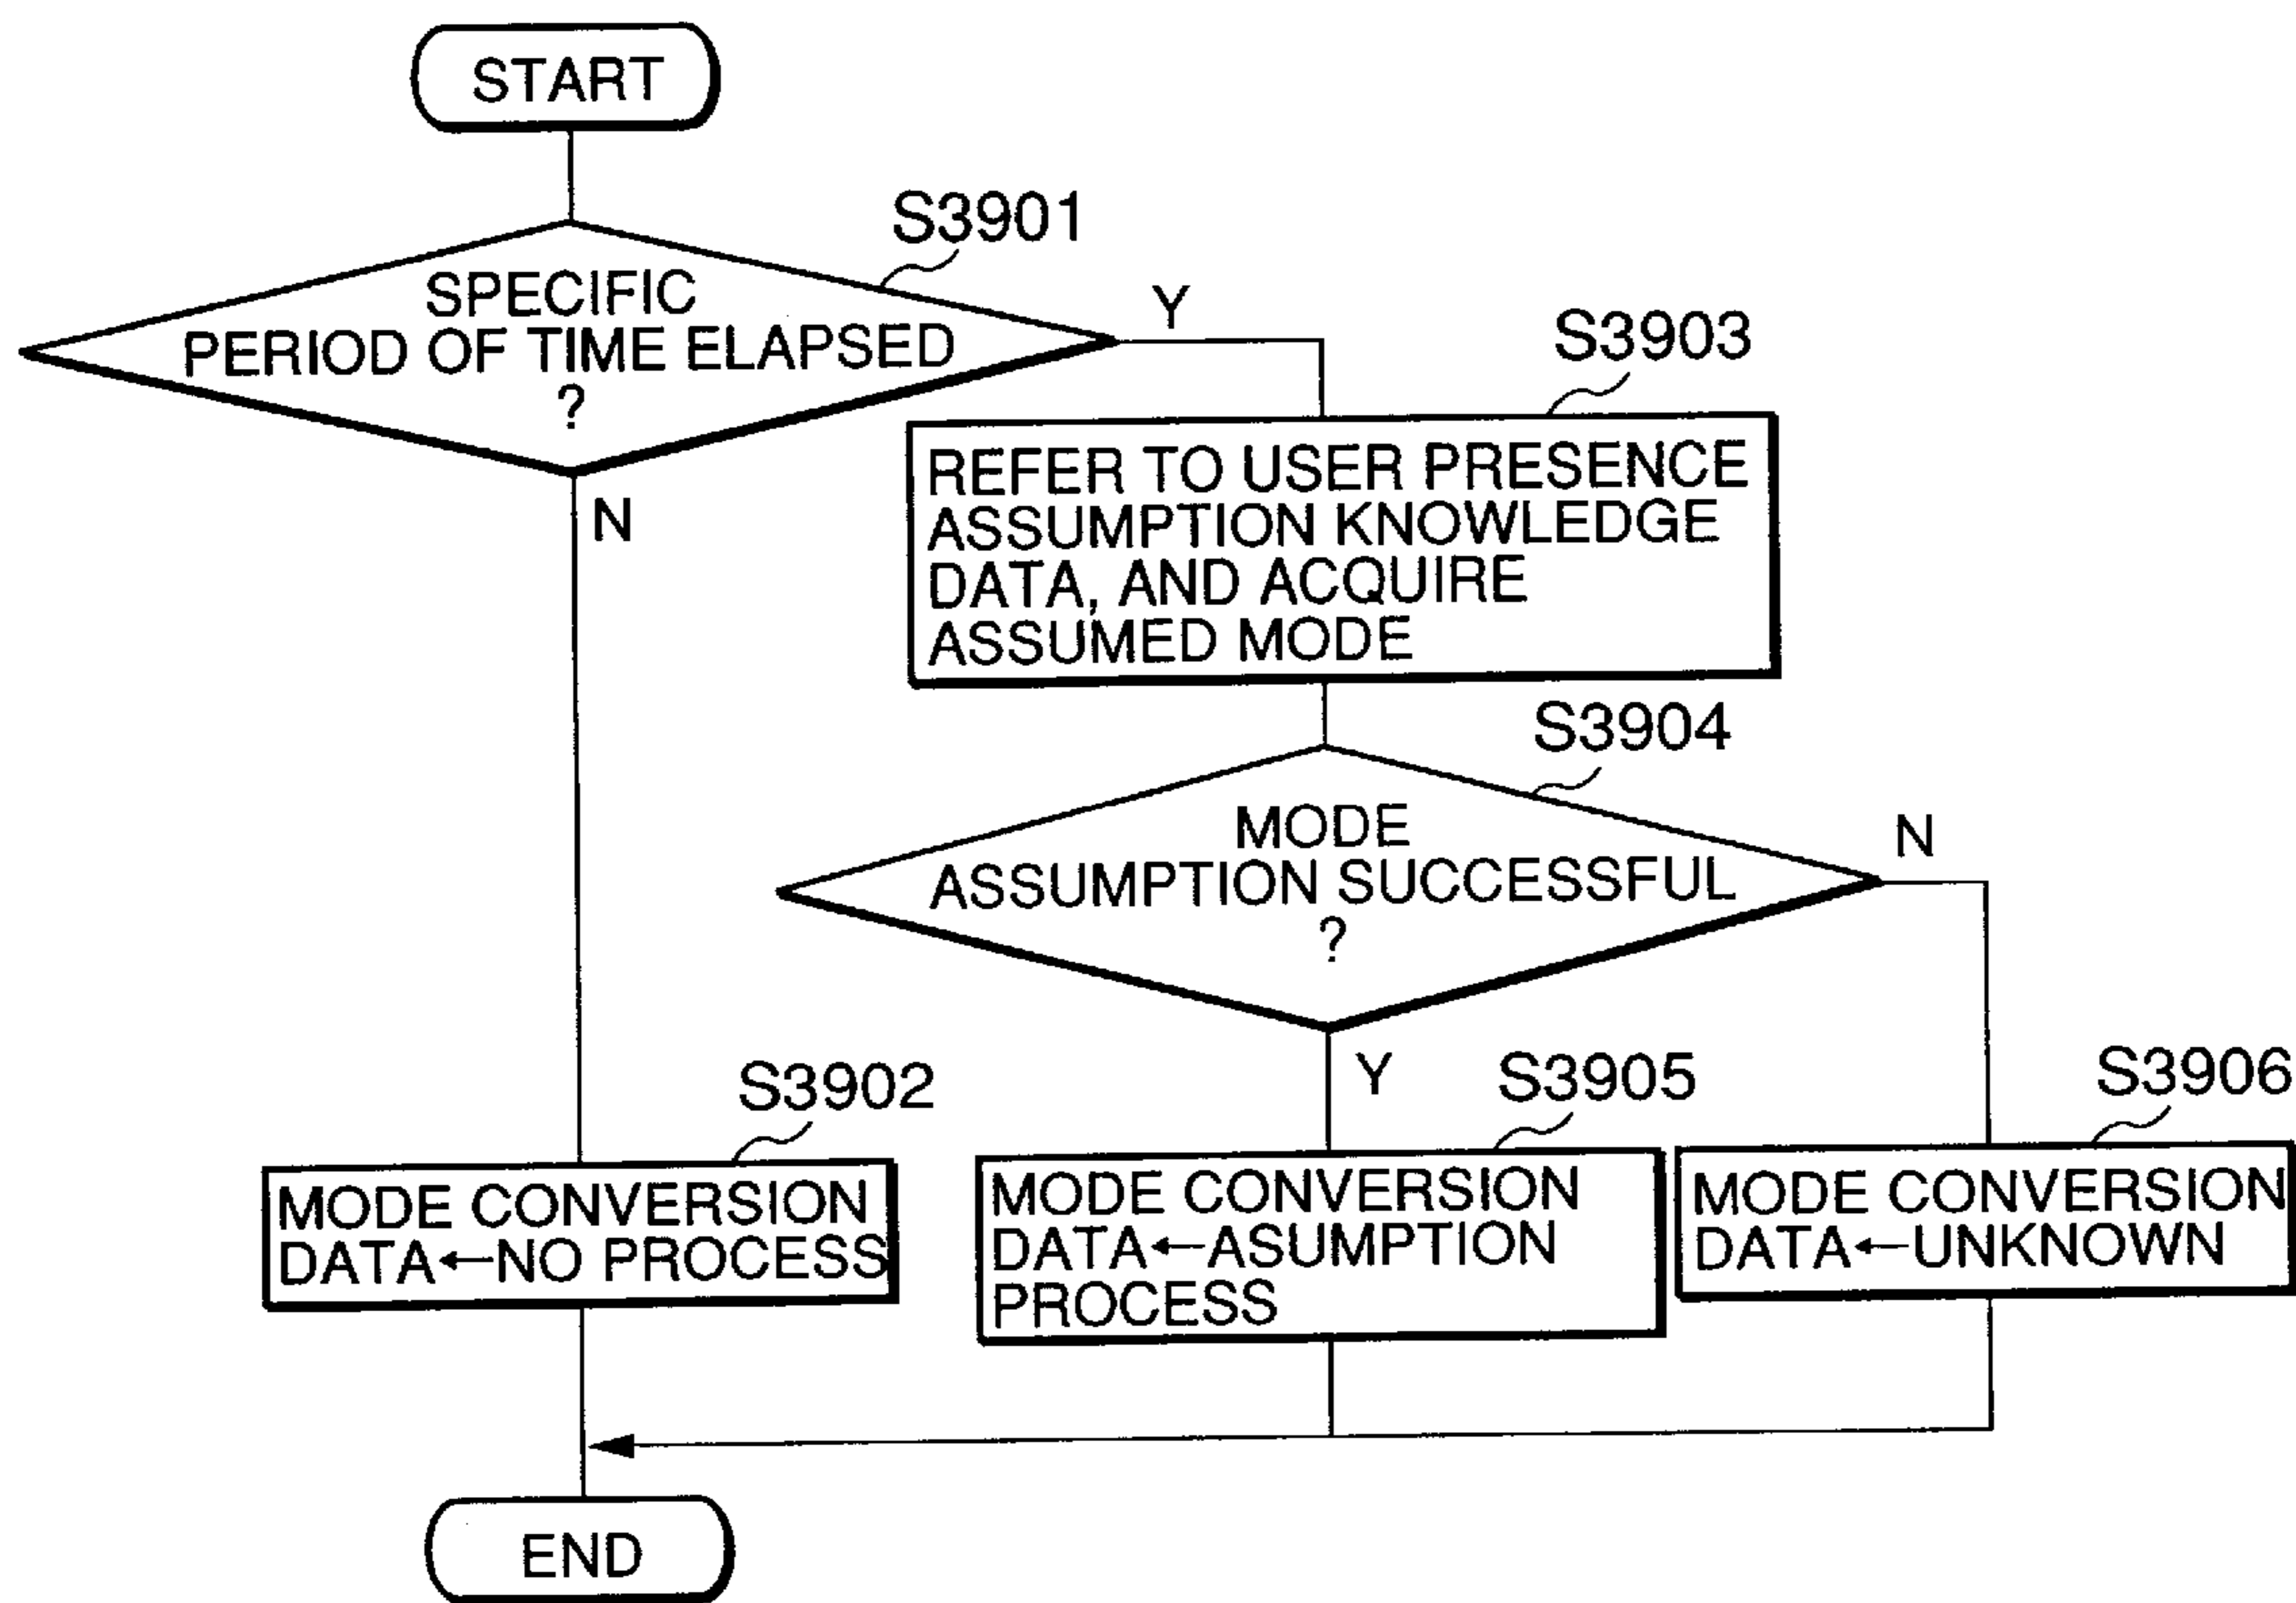 START
S3901
SPECIFIC
PERIOD OF TIME ELAPSED
?
Y
N
S3903
REFER TO USER PRESENCE
ASSUMPTION KNOWLEDGE
DATA, AND ACQUIRE
ASSUMED MODE
S3904
MODE
ASSUMPTION SUCCESSFUL
?
N
Y
S3902
MODE CONVERSION
DATA←NO PROCESS
S3905
MODE CONVERSION
DATA←ASUMPTION
PROCESS
S3906
MODE CONVERSION
DATA←UNKNOWN
END